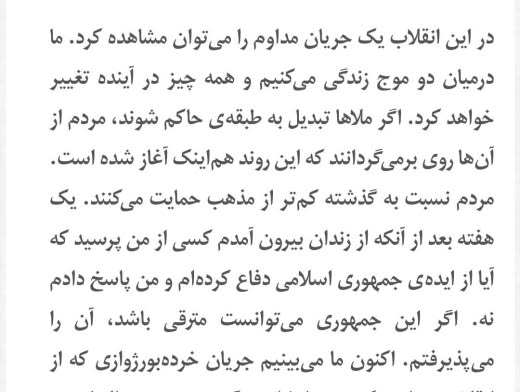 در این انقلاب یک جریان مداوم را می‌توان مشاهده کرد. ما
درمیان دو موج زندگی می‌کنیم و همه چیز در آینده تغییر
خواهد کرد. اگر ملاها تبدیل به طبقه‌ی حاکم شوند، مردم از
آن‌ها روی برمی‌گردانند که این روند هم‌اینک آغاز شده است.
مردم نسبت به گذشته کم‌تر از مذهب حمایت می‌کنند. یک
هفته بعد از آنکه از زندان بیرون آمدم کسی از من پرسید که
آیا از ایده‌ی جمهوری اسلامی دفاع کرده‌ام و من پاسخ دادم
نه. اگر این جمهوری می‌توانست مترقی باشد، آن را
می‌پذیرفتم. اکنون ما می‌بینیم جریان خرده‌بورژوازی که از